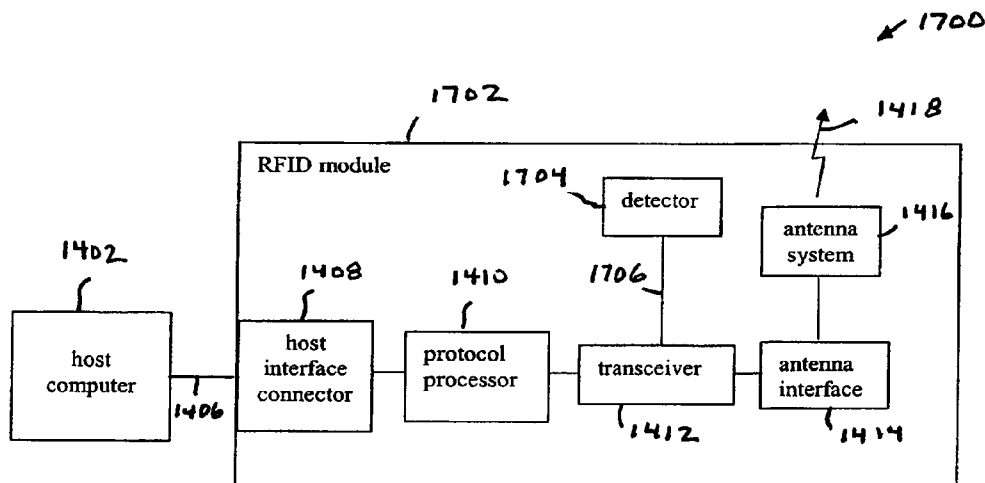 1700
1702
1418
RFID module
1704
detector
1416
antenna
system
1402
1408
1410
1706
host
computer
host
interface
connector
protocol
processor
transceiver
antenna
interface
1406
1412
1414